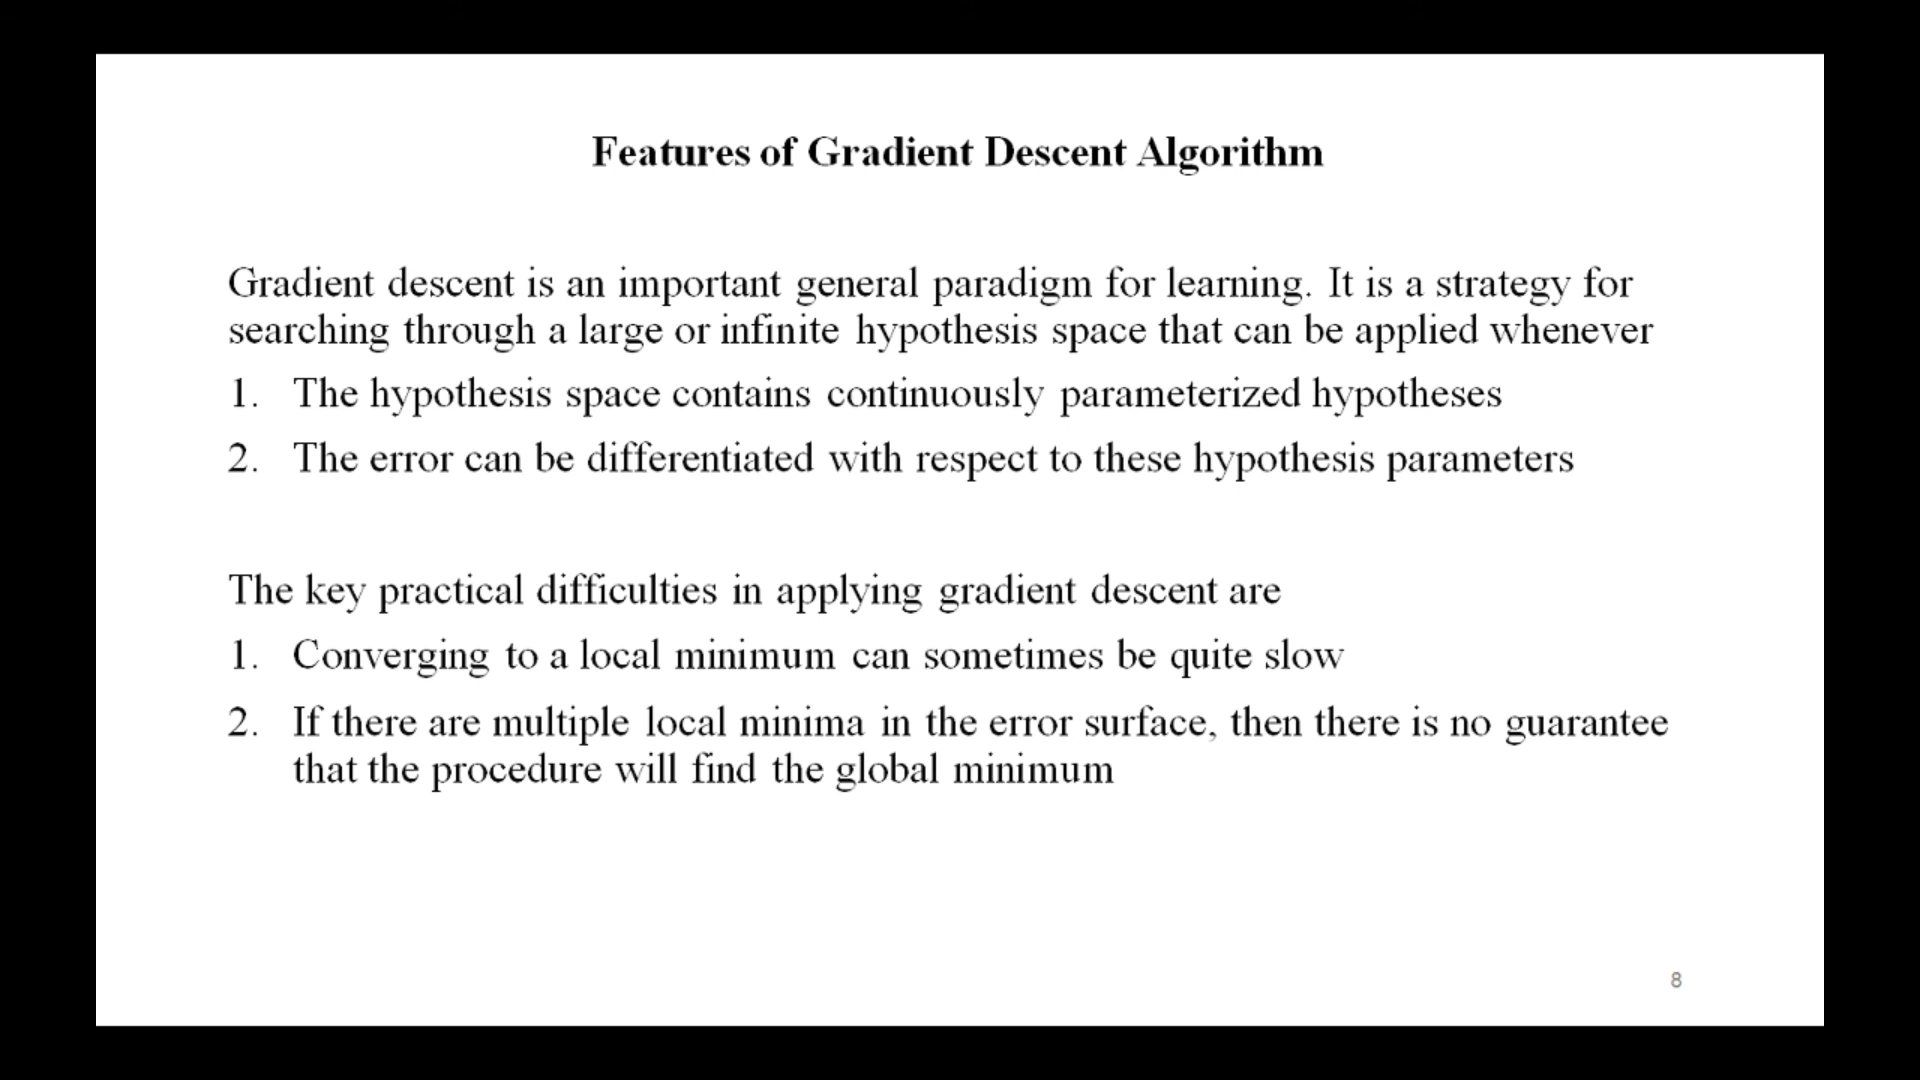 Features of Gradient Descent Algorithm
Gradient descent is an important general paradigm for learning. It is a strategy for
searching through a large or infinite hypothesis space that can be applied whenever
1. The hypothesis space contains continuously parameterized hypotheses
2. The error can be differentiated with respect to these hypothesis parameters
The key practical difficulties in applying gradient descent are
1. Converging to a local minimum can sometimes be quite slow
2. If there are multiple local minima in the error surface, then there is no guarantee
that the procedure will find the global minimum
8